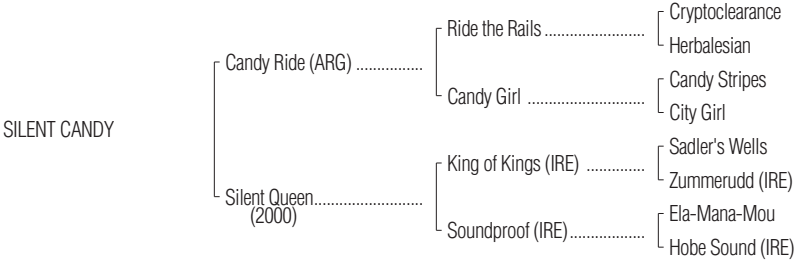 Cryptoclearance
Ride the Rails ........................
Herbalesian
Candy Ride (ARG) ................
Candy Stripes
Candy Girl ............................
City Girl
SILENT CANDY
Sadler's Wells
King of Kings (IRE) ..............
Zummerudd (IRE)
Silent Queen..........................
(2000)
Ela-Mana-Mou
Soundproof (IRE)..................
Hobe Sound (IRE)